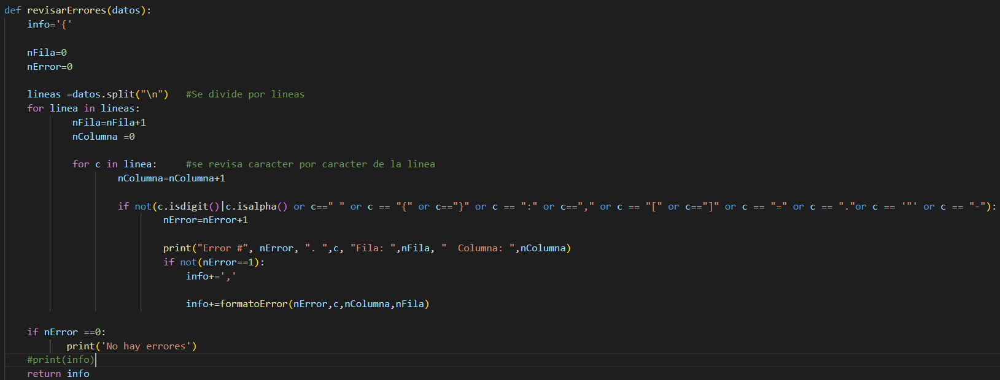 def revisarErrores(datos):
    info='{'
    nFila=0
    nError=0
    lineas =datos.split("\n")   #Se divide por lineas
    for linea in lineas:
            nFila=nFila+1
            nColumna =0
            for c in linea:     #se revisa caracter por caracter de la linea
                    nColumna=nColumna+1
                    if not(c.isdigit()|c.isalpha() or c==" " or c == "{" or c=="}" or c == ":" or c=="," or c == "[" or c=="]" or c == "=" or c == "."or c == '"' or c == "-"):
                            nError=nError+1
                            print("Error #", nError, ". ",c, "Fila: ",nFila, "  Columna: ",nColumna)
                            if not(nError==1):
                                info+=','
                                info+=formatoError(nError,c,nColumna,nFila)
    if nError ==0:
           print('No hay errores')
    #print(info)
    return info